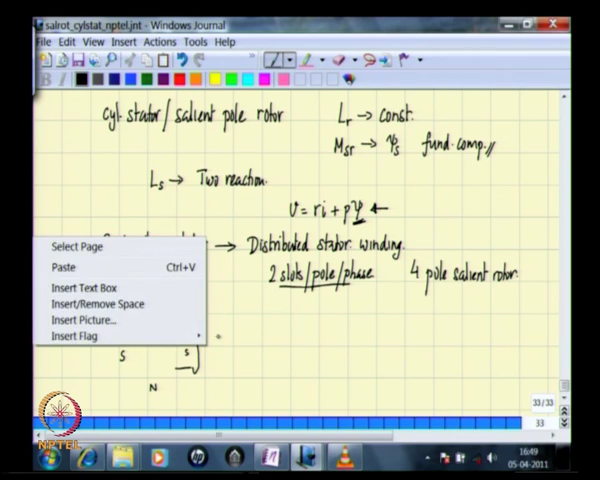 salrot_cylstat_nptel.jnt - Windows Journal
File Edit View Insert Actions Tools Help
cyl. stator / salient pole rotor Lr → const.
Msr → ψs fund. comp.
Ls → Two reaction.
v = ri + pψ ←
→ Distributed stator winding.
2 slots/pole/phase 4 pole salient rotor
Select Page
Paste Ctrl+V
Insert Text Box
Insert/Remove Space
Insert Picture...
Insert Flag
S S
N
33/33
33
NPTEL
16:49
05-04-2011